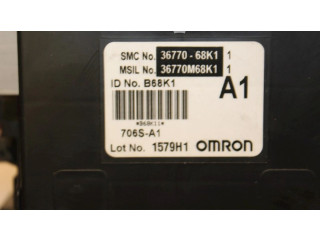 SMC No. 36770-68K1 1
MSIL No. 36770M68K1 1
ID No. B68K1
A1
*B68K11*
706S-A1
Lot No. 1579H1 OMRON